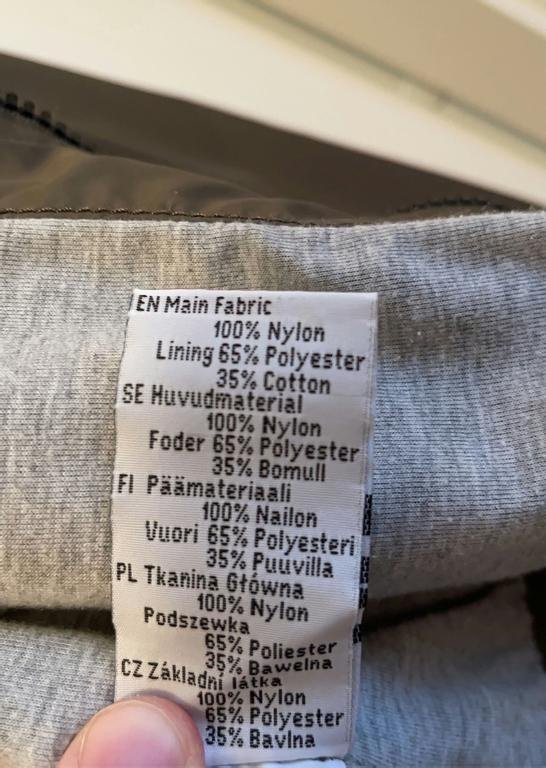 EN Main Fabric
100% Nylon
Lining 65% Polyester
35% Cotton
SE Huvudmaterial
100% Nylon
Foder 65% Polyester
35% Bomull
FI Päämateriaali
100% Nailon
Vuori 65% Polyesteri
35% Puuvilla
PL Tkanina Główna
100% Nylon
Podszewka
65% Poliester
35% Bawelna
CZ Základní látka
100% Nylon
65% Polyester
35% Bavlna